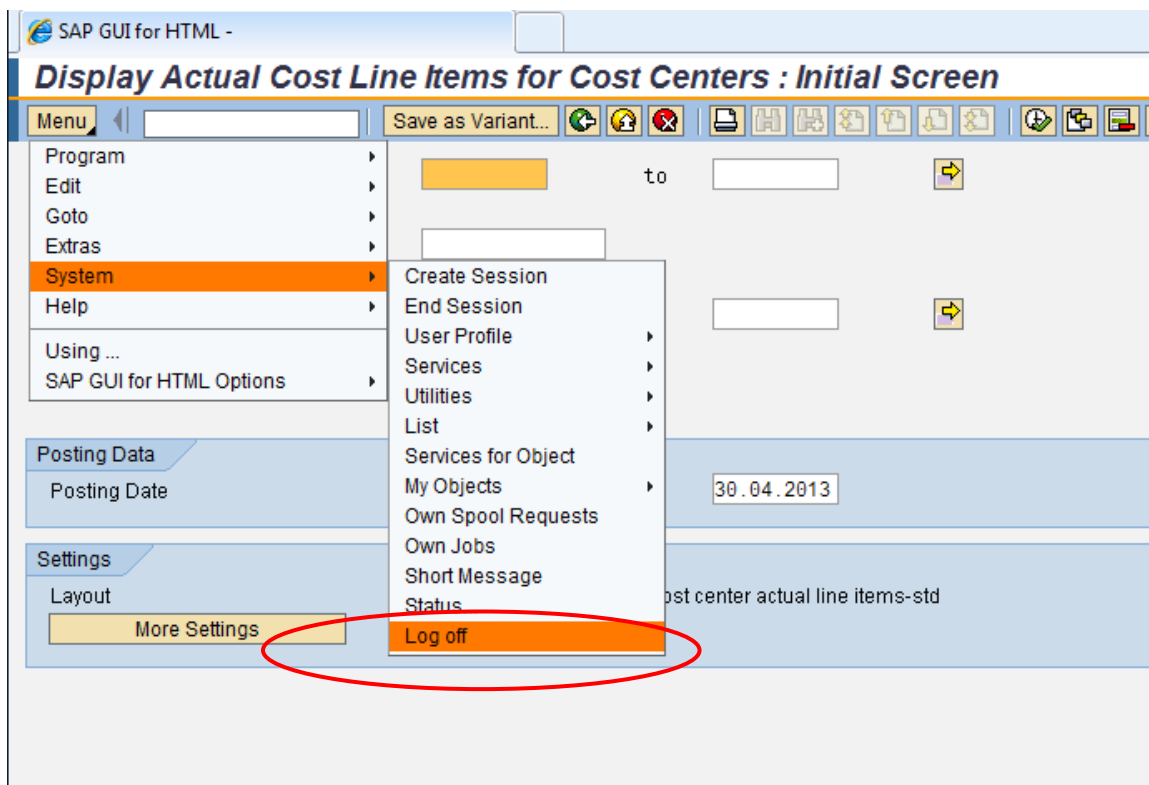 SAP GUI for HTML -
Display Actual Cost Line Items for Cost Centers : Initial Screen
Menu Save as Variant...
Program
to
Edit
Goto
Extras
System
Help
Using ...
SAP GUI for HTML Options
Create Session
End Session
User Profile
Services
Utilities
List
Services for Object
My Objects
Own Spool Requests
Own Jobs
Short Message
Status
Log off
Posting Data
Posting Date 30.04.2013
Settings
Layout ost center actual line items-std
More Settings